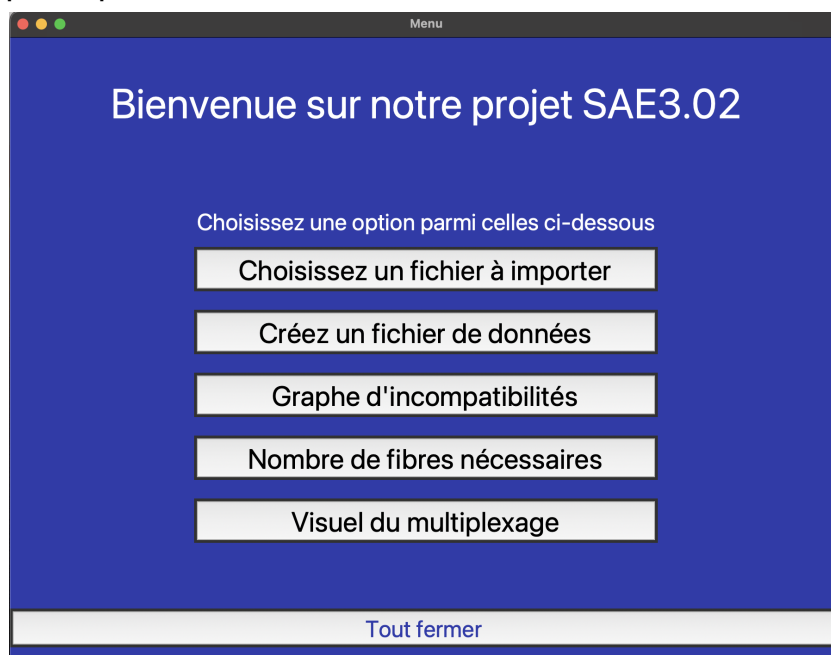 Menu
Bienvenue sur notre projet SAE3.02
Choisissez une option parmi celles ci-dessous
Choisissez un fichier à importer
Créez un fichier de données
Graphe d'incompatibilités
Nombre de fibres nécessaires
Visuel du multiplexage
Tout fermer